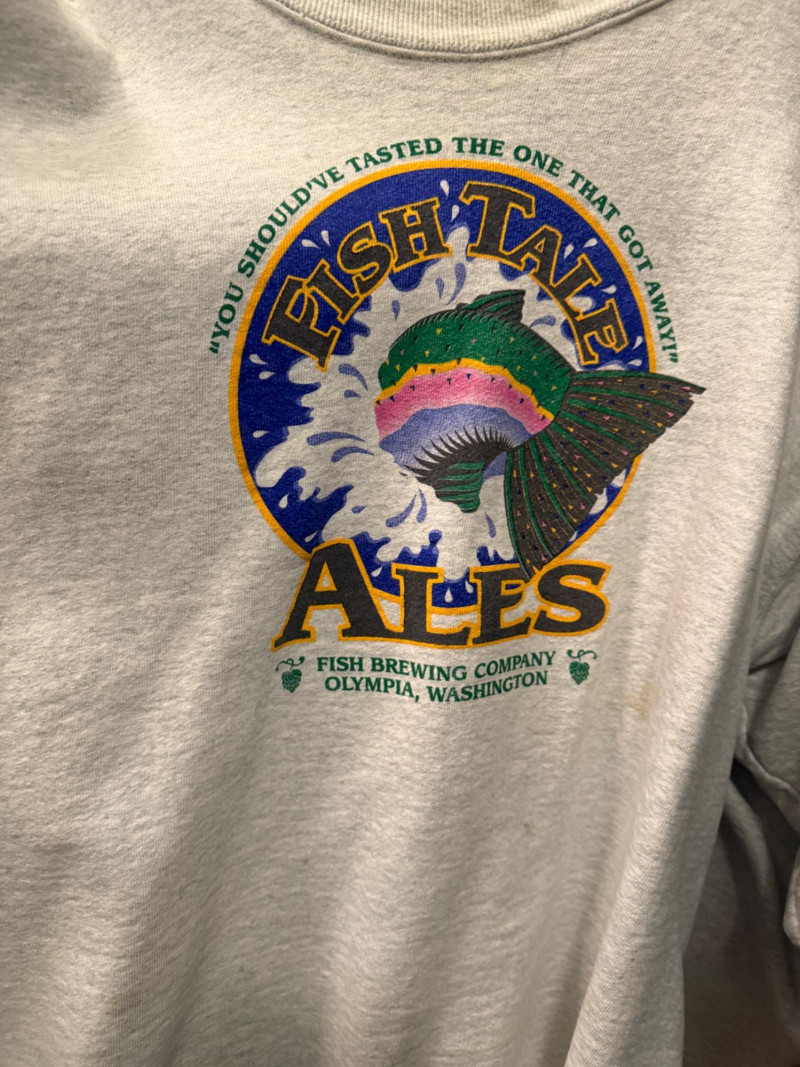 "YOU SHOULD'VE TASTED THE ONE THAT GOT AWAY!"
FISH TALE
ALES
FISH BREWING COMPANY
OLYMPIA, WASHINGTON